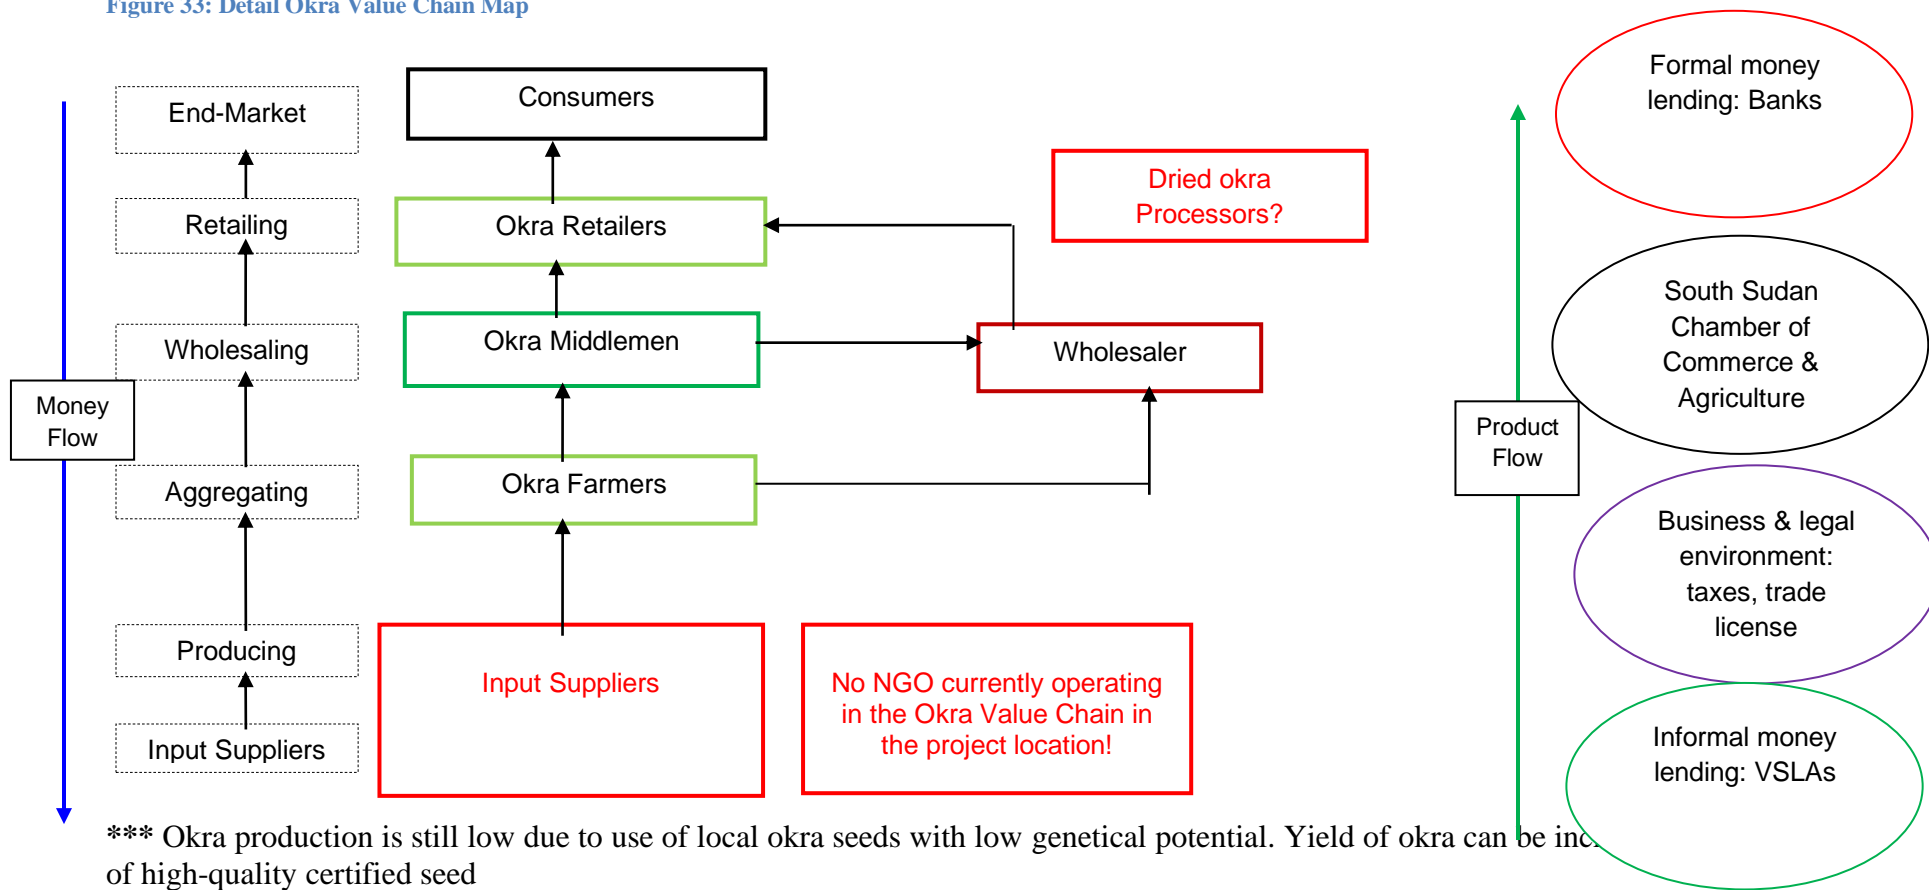 Figure 33: Detail Okra Value Chain Map
End-Market
Retailing
Wholesaling
Aggregating
Producing
Input Suppliers
Money
Flow
Consumers
Okra Retailers
Okra Middlemen
Okra Farmers
Input Suppliers
Dried okra
Processors?
Wholesaler
No NGO currently operating
in the Okra Value Chain in
the project location!
Product
Flow
Formal money
lending: Banks
South Sudan
Chamber of
Commerce &
Agriculture
Business & legal
environment:
taxes, trade
license
Informal money
lending: VSLAs
*** Okra production is still low due to use of local okra seeds with low genetical potential. Yield of okra can be
of high-quality certified seed